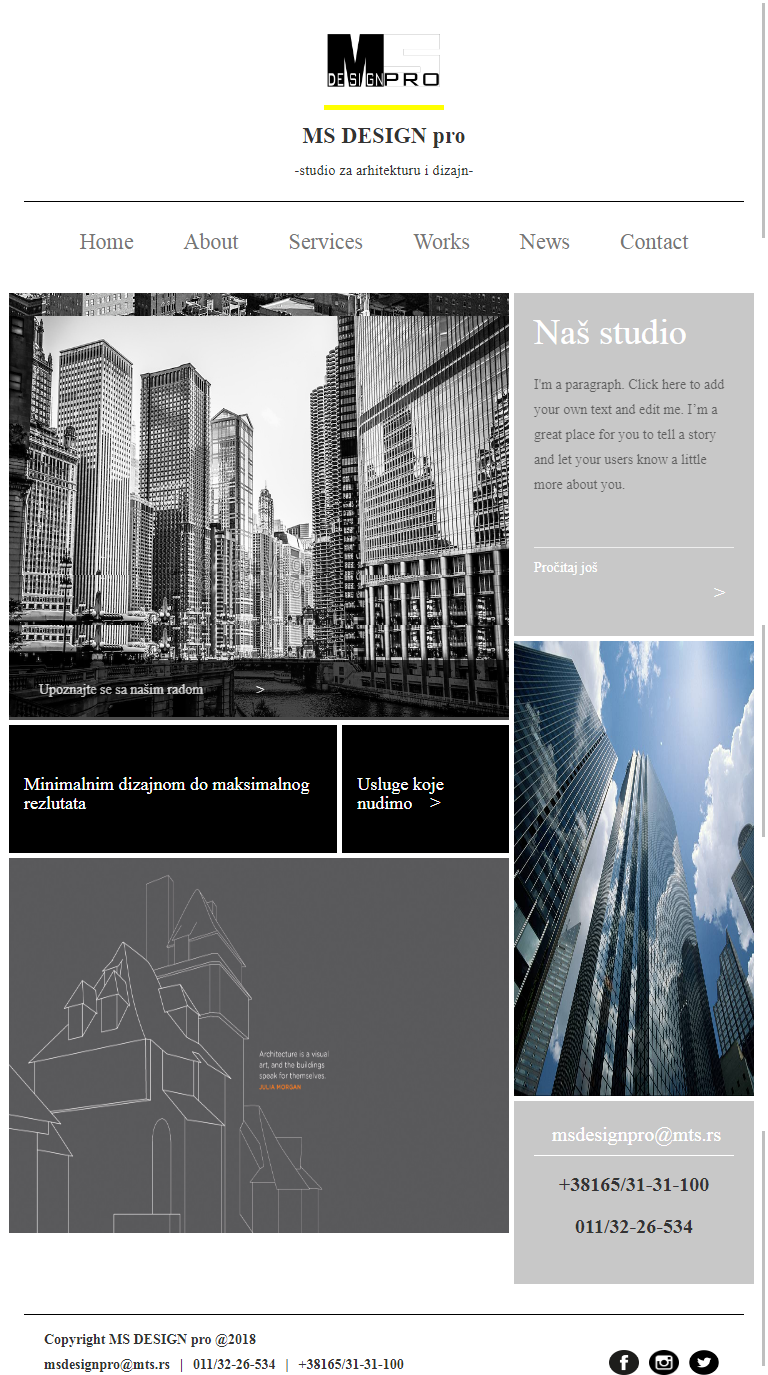 MS
DESIGNPRO
MS DESIGN pro
-studio za arhitekturu i dizajn-
Home About Services Works News Contact
Naš studio
I'm a paragraph. Click here to add
your own text and edit me. I’m a
great place for you to tell a story
and let your users know a little
more about you.
Pročitaj još
>
Upoznajte se sa našim radom >
Minimalnim dizajnom do maksimalnog
rezlutata
Usluge koje
nudimo >
Architecture is a visual
art, and the buildings
speak for themselves.
JULIA MORGAN
msdesignpro@mts.rs
+38165/31-31-100
011/32-26-534
Copyright MS DESIGN pro @2018
msdesignpro@mts.rs | 011/32-26-534 | +38165/31-31-100